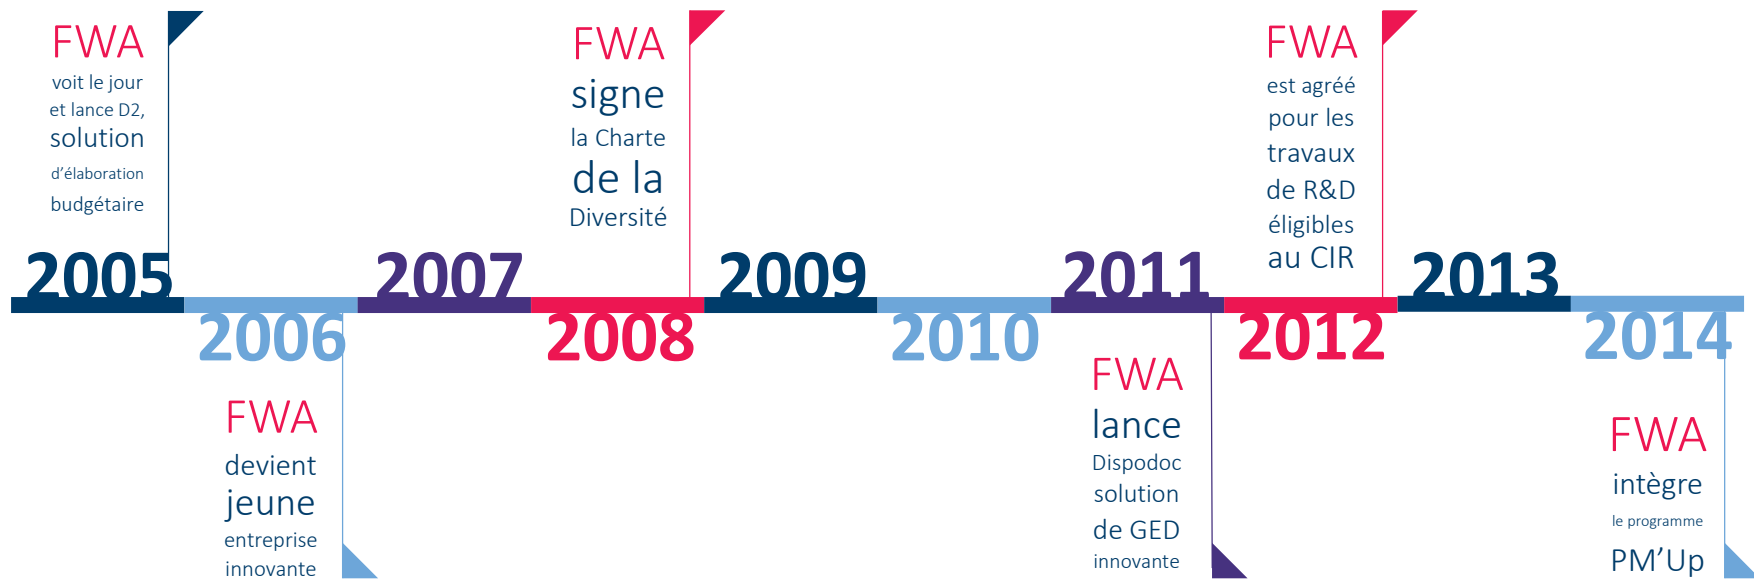 FWA
voit le jour
et lance D2,
solution
d’élaboration
budgétaire
FWA
signe
la Charte
de la
Diversité
FWA
est agréé
pour les
travaux
de R&D
éligibles
au CIR
2005
2006
2007
2008
2009
2010
2011
2012
2013
2014
FWA
devient
jeune
entreprise
innovante
FWA
lance
Dispodoc
solution
de GED
innovante
FWA
intègre
le programme
PM’Up